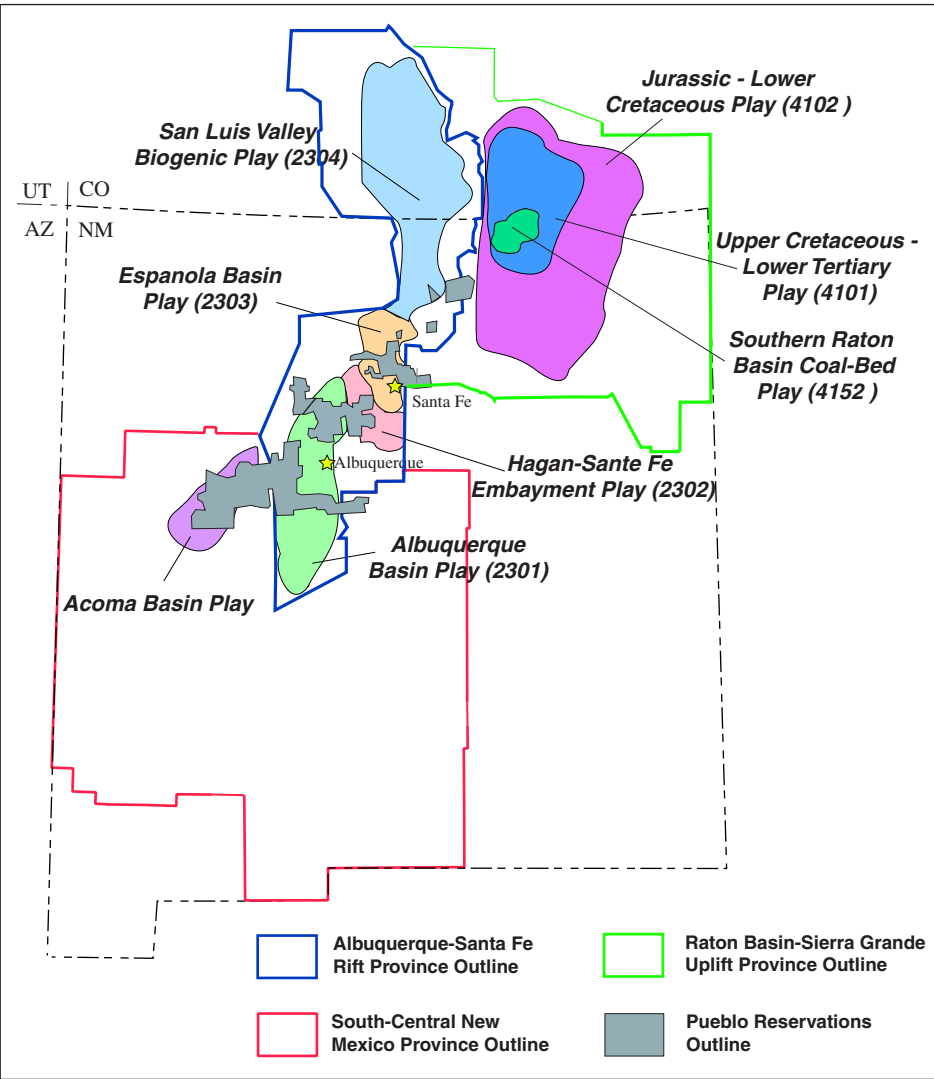 Jurassic - Lower
Cretaceous Play (4102 )
San Luis Valley
Biogenic Play (2304)
UT CO
AZ NM
Upper Cretaceous -
Lower Tertiary
Play (4101)
Espanola Basin
Play (2303)
Southern Raton
Basin Coal-Bed
Play (4152 )
Santa Fe
Albuquerque
Hagan-Sante Fe
Embayment Play (2302)
Albuquerque
Basin Play (2301)
Acoma Basin Play
Albuquerque-Santa Fe
Rift Province Outline
Raton Basin-Sierra Grande
Uplift Province Outline
South-Central New
Mexico Province Outline
Pueblo Reservations
Outline